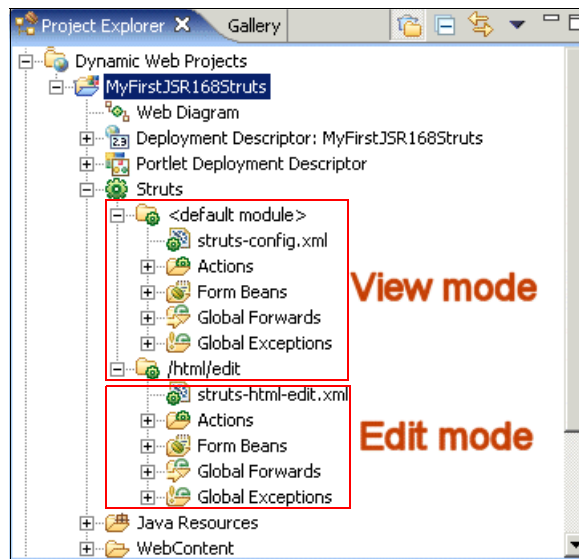 Project Explorer Gallery
Dynamic Web Projects
MyFirstJSR168Struts
Web Diagram
2.3 Deployment Descriptor: MyFirstJSR168Struts
Portlet Deployment Descriptor
Struts
<default module>
struts-config.xml
Actions
Form Beans
View mode
Global Forwards
Global Exceptions
/html/edit
struts-html-edit.xml
Actions
Form Beans
Edit mode
Global Forwards
Global Exceptions
Java Resources
WebContent